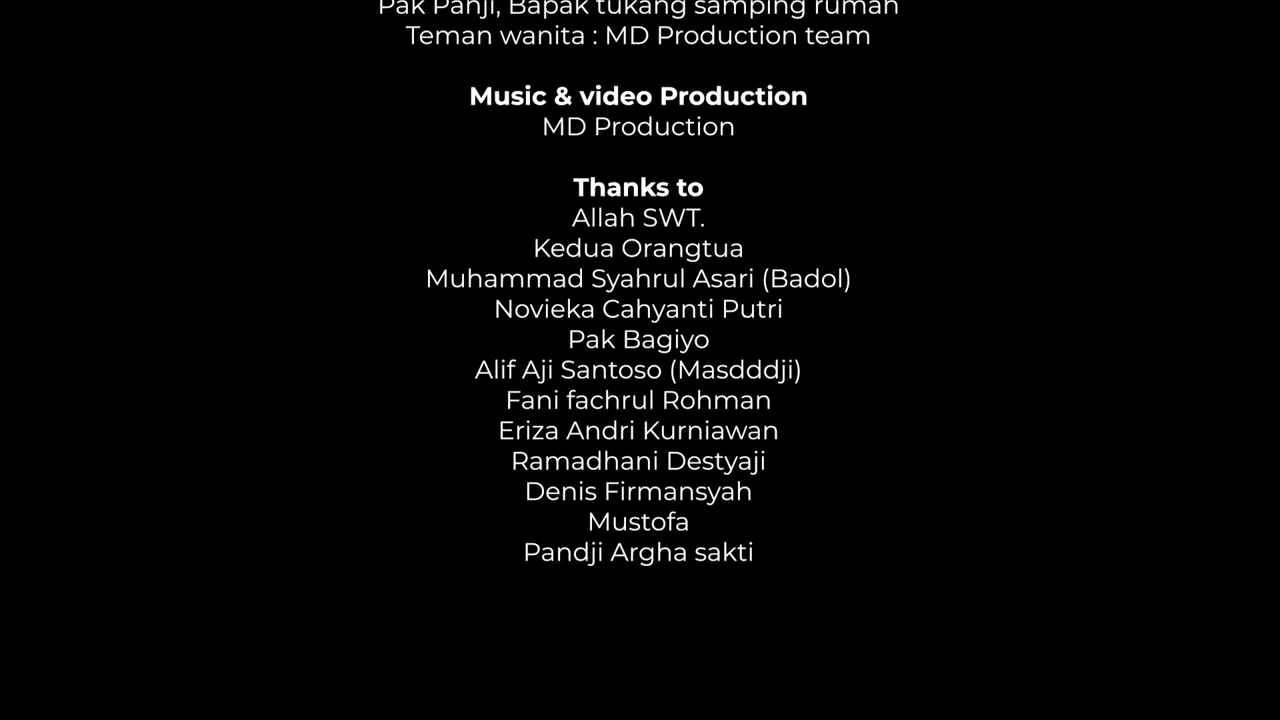 Pak Panji, Bapak tukang samping rumah
Teman wanita : MD Production team
Music & video Production
MD Production
Thanks to
Allah SWT.
Kedua Orangtua
Muhammad Syahrul Asari (Badol)
Novieka Cahyanti Putri
Pak Bagiyo
Alif Aji Santoso (Masdddji)
Fani fachrul Rohman
Eriza Andri Kurniawan
Ramadhani Destyaji
Denis Firmansyah
Mustofa
Pandji Argha sakti